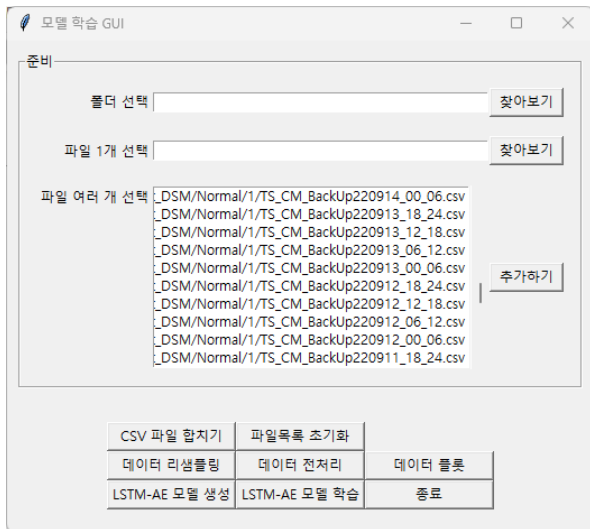 모델 학습 GUI
준비
폴더 선택
찾아보기
파일 1개 선택
찾아보기
파일 여러 개 선택
:_DSM/Normal/1/TS_CM_BackUp220914_00_06.csv
:_DSM/Normal/1/TS_CM_BackUp220913_18_24.csv
:_DSM/Normal/1/TS_CM_BackUp220913_12_18.csv
:_DSM/Normal/1/TS_CM_BackUp220913_06_12.csv
:_DSM/Normal/1/TS_CM_BackUp220913_00_06.csv
:_DSM/Normal/1/TS_CM_BackUp220912_18_24.csv
:_DSM/Normal/1/TS_CM_BackUp220912_12_18.csv
:_DSM/Normal/1/TS_CM_BackUp220912_06_12.csv
:_DSM/Normal/1/TS_CM_BackUp220912_00_06.csv
:_DSM/Normal/1/TS_CM_BackUp220911_18_24.csv
추가하기
CSV 파일 합치기 파일목록 초기화
데이터 리샘플링 데이터 전처리 데이터 플롯
LSTM-AE 모델 생성 LSTM-AE 모델 학습 종료